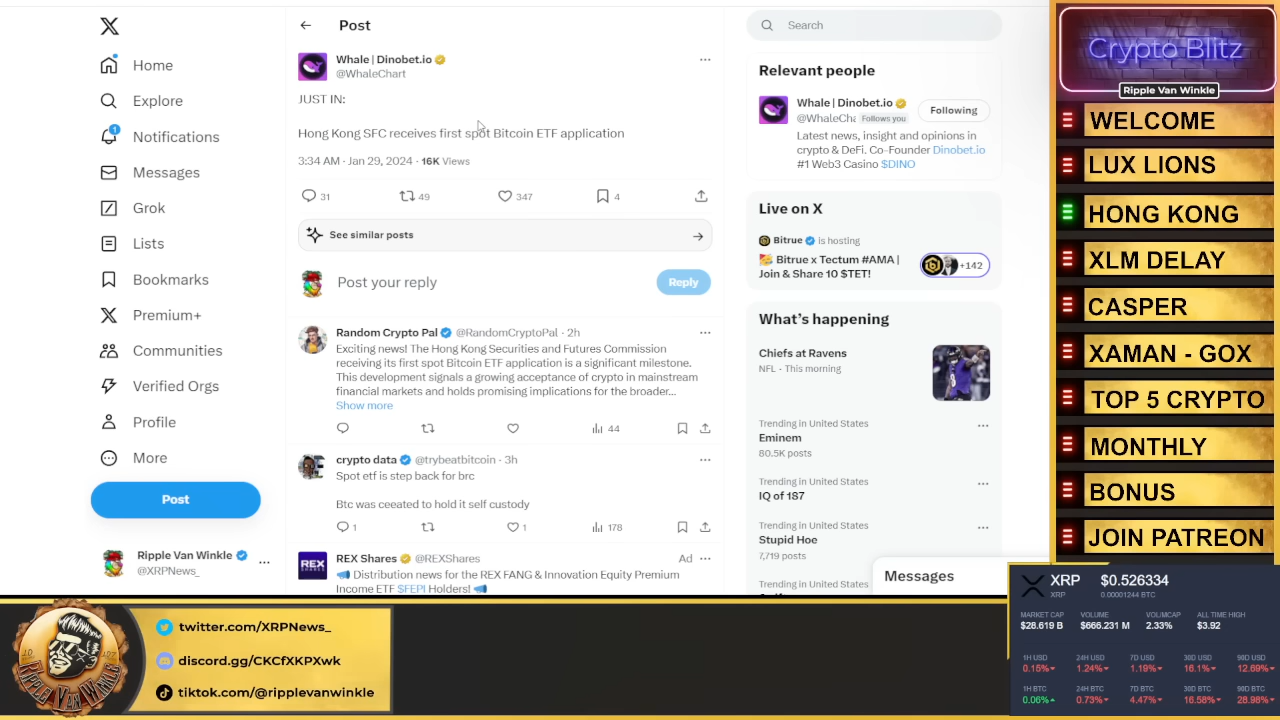 Post
Search
Home
Explore
1
Notifications
Messages
Grok
Lists
Bookmarks
Premium+
Communities
Verified Orgs
Profile
More
Post
Ripple Van Winkle
@XRPNews_
Whale | Dinobet.io
@WhaleChart
JUST IN:
Hong Kong SFC receives first spot Bitcoin ETF application
3:34 AM · Jan 29, 2024 · 16K Views
31 49 347 4
See similar posts
Post your reply
Reply
Random Crypto Pal @RandomCryptoPal · 2h
Exciting news! The Hong Kong Securities and Futures Commission
receiving its first spot Bitcoin ETF application is a significant milestone.
This development signals a growing acceptance of crypto in mainstream
financial markets and holds promising implications for the broader...
Show more
44
crypto data @trybeatbitcoin · 3h
Spot etf is step back for brc
Btc was ceeated to hold it self custody
1 1 178
REX Shares @REXShares Ad
Distribution news for the REX FANG & Innovation Equity Premium
Income ETF $FEPI Holders!
Relevant people
Whale | Dinobet.io
@WhaleCha Follows you
Following
Latest news, insight and opinions in
crypto & DeFi. Co-Founder Dinobet.io
#1 Web3 Casino $DINO
Live on X
Bitrue is hosting
Bitrue x Tectum #AMA |
Join & Share 10 $TET!
+142
What's happening
Chiefs at Ravens
NFL · This morning
Trending in United States
Eminem
80.5K posts
Trending in United States
IQ of 187
Trending in United States
Stupid Hoe
7,719 posts
Trending in United States
Messages
Crypto Blitz
Ripple Van Winkle
WELCOME
LUX LIONS
HONG KONG
XLM DELAY
CASPER
XAMAN - GOX
TOP 5 CRYPTO
MONTHLY
BONUS
JOIN PATREON
XRP $0.526334
XRP 0.00001244 BTC
MARKET CAP VOLUME VOL/MCAP ALL TIME HIGH
$28.619 B $666.231 M 2.33% $3.92
1H USD 24H USD 7D USD 30D USD 90D USD
0.15% 1.24% 1.19% 16.1% 12.69%
1H BTC 24H BTC 7D BTC 30D BTC 90D BTC
0.06% 0.73% 4.47% 16.58% 28.98%
RIPPLE VAN WINKLE
twitter.com/XRPNews_
discord.gg/CKCfXKPXwk
tiktok.com/@ripplevanwinkle